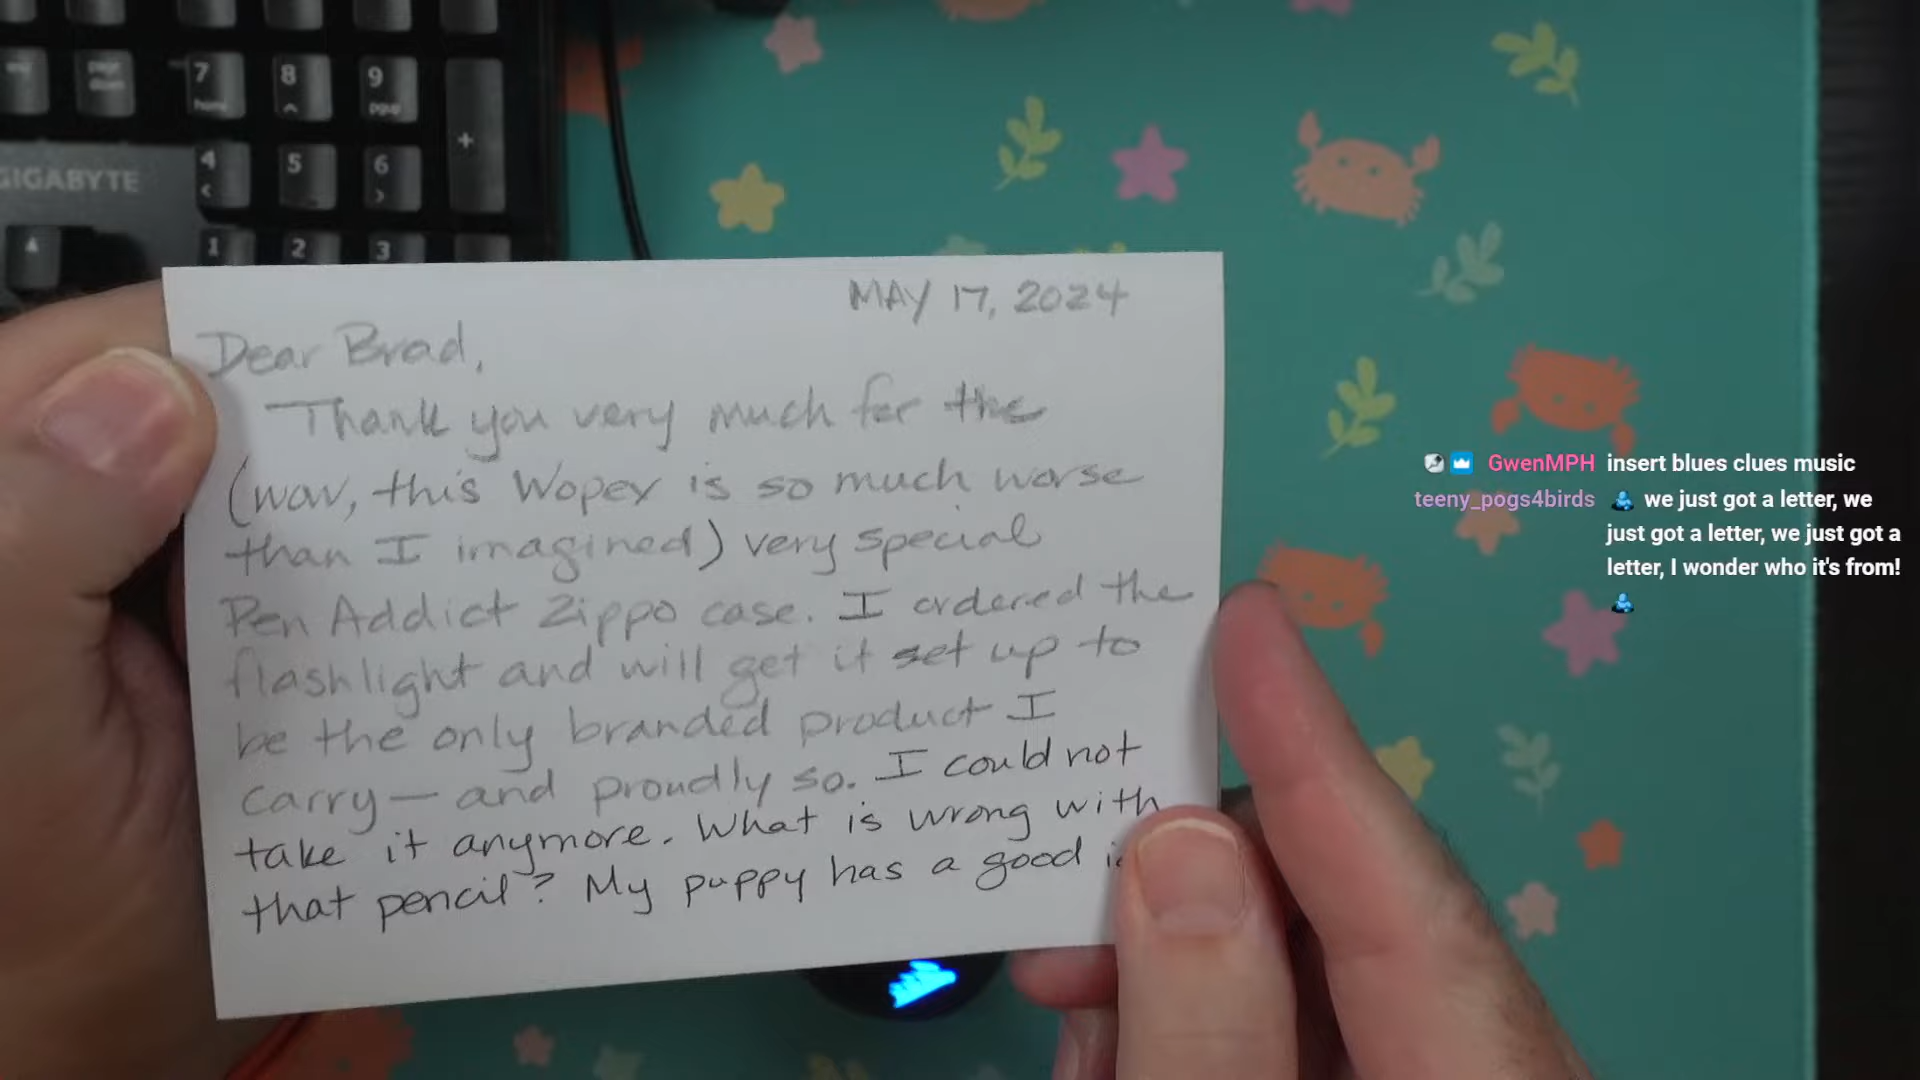 page down
7 home
8
9 pgup
+
4
5
6
GIGABYTE
1
2
3
MAY 17, 2024
Dear Brad,
Thank you very much for the
(wow, this Wopex is so much worse
than I imagined) very special
Pen Addict Zippo case. I ordered the
flashlight and will get it set up to
be the only branded product I
carry — and proudly so. I could not
take it anymore. What is wrong with
that pencil? My puppy has a good
GwenMPH insert blues clues music
teeny_pogs4birds we just got a letter, we
just got a letter, we just got a
letter, I wonder who it's from!